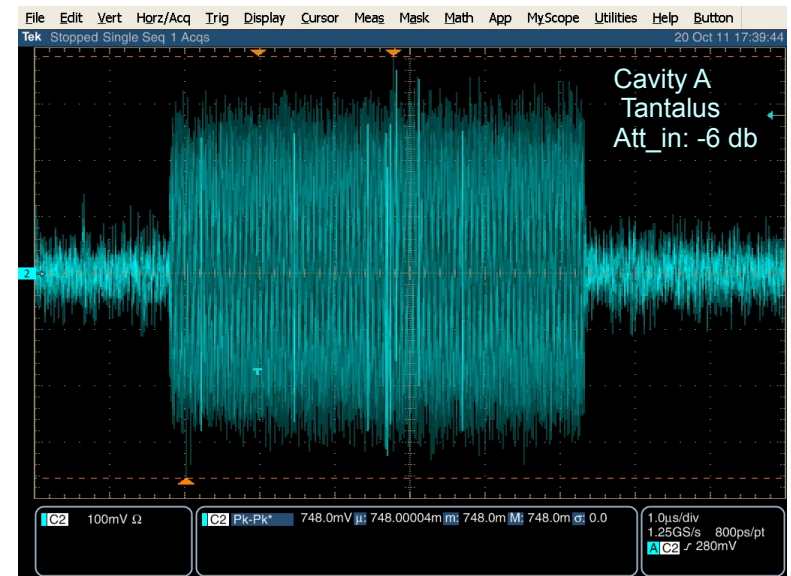 File Edit Vert Horz/Acq Trig Display Cursor Meas Mask Math App MyScope Utilities Help Button
Tek Stopped Single Seq 1 Acqs 20 Oct 11 17:39:44
Cavity A
Tantalus
Att_in: -6 db
2
T
C2 100mV Ω
C2 Pk-Pk* 748.0mV µ: 748.00004m m: 748.0m M: 748.0m σ: 0.0
1.0µs/div
1.25GS/s 800ps/pt
A C2 ƒ 280mV